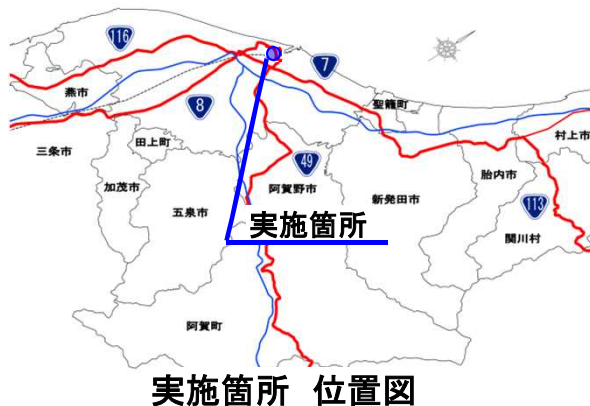 116
7
燕市
聖籠町
8
村上市
三条市
田上町
49
胎内市
加茂市
阿賀野市
新発田市
五泉市
113
実施箇所
関川村
阿賀町
実施箇所 位置図